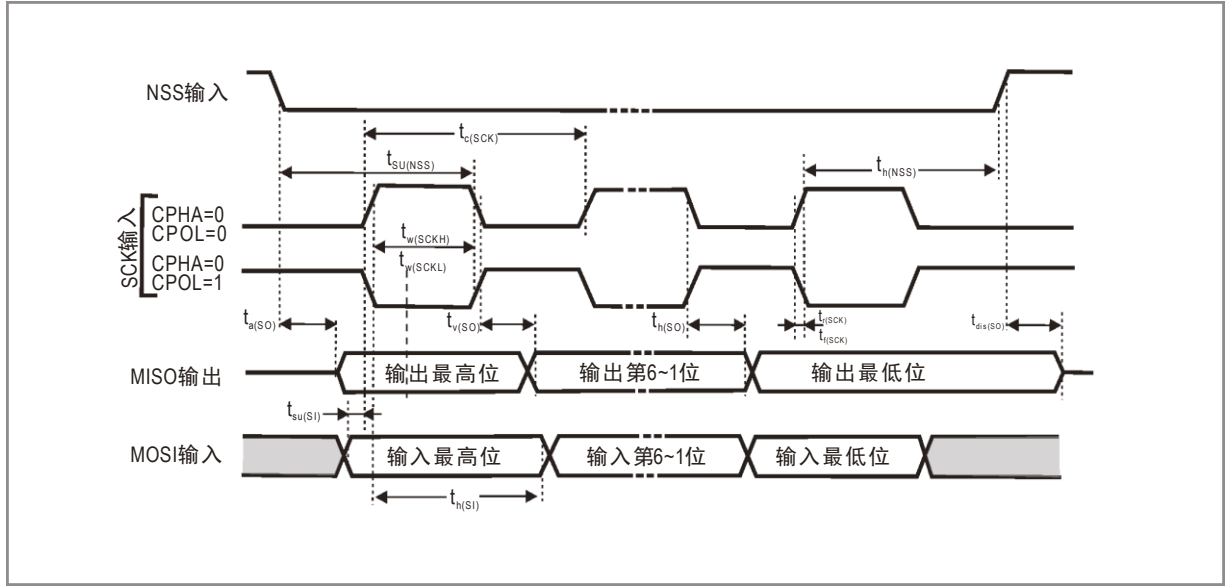 NSS输入
tc(SCK)
tSU(NSS)
th(NSS)
SCK输入
CPHA=0
CPOL=0
tw(SCKH)
CPHA=0
CPOL=1
tw(SCKL)
ta(SO)
tv(SO)
th(SO)
tr(SCK)
tf(SCK)
tdis(SO)
MISO输出
输出最高位
输出第6~1位
输出最低位
tsu(SI)
MOSI输入
输入最高位
输入第6~1位
输入最低位
th(SI)